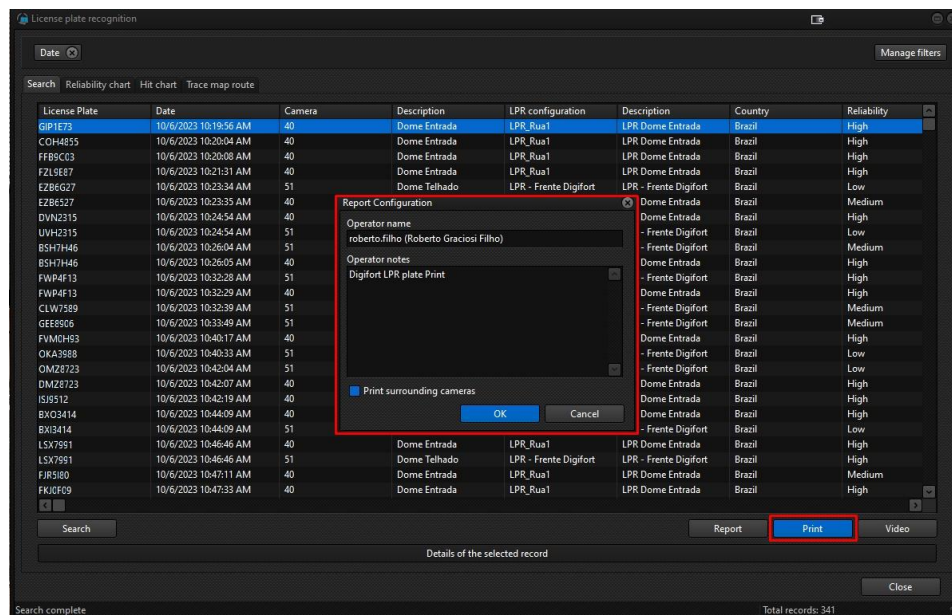 License plate recognition
Date
Manage filters
Search Reliability chart Hit chart Trace map route
License Plate Date Camera Description LPR configuration Description Country Reliability
GIP1E73 10/6/2023 10:19:56 AM 40 Dome Entrada LPR_Rua1 LPR Dome Entrada Brazil High
COH4855 10/6/2023 10:20:04 AM 40 Dome Entrada LPR_Rua1 LPR Dome Entrada Brazil High
FFB9C03 10/6/2023 10:20:08 AM 40 Dome Entrada LPR_Rua1 LPR Dome Entrada Brazil High
FZL9E87 10/6/2023 10:21:31 AM 40 Dome Entrada LPR_Rua1 LPR Dome Entrada Brazil High
EZB6G27 10/6/2023 10:23:34 AM 51 Dome Telhado LPR - Frente Digifort LPR - Frente Digifort Brazil Low
EZB6527 10/6/2023 10:23:35 AM 40 Dome Entrada Brazil Medium
DVN2315 10/6/2023 10:24:54 AM 40 Dome Entrada Brazil High
UVH2315 10/6/2023 10:24:54 AM 51 - Frente Digifort Brazil Low
BSH7H46 10/6/2023 10:26:04 AM 51 - Frente Digifort Brazil Medium
BSH7H46 10/6/2023 10:26:05 AM 40 Dome Entrada Brazil High
FWP4F13 10/6/2023 10:32:28 AM 51 - Frente Digifort Brazil High
FWP4F13 10/6/2023 10:32:29 AM 40 Dome Entrada Brazil High
CLW7589 10/6/2023 10:32:39 AM 51 - Frente Digifort Brazil Medium
GEE8906 10/6/2023 10:33:49 AM 40 - Frente Digifort Brazil Medium
FVM0H93 10/6/2023 10:40:17 AM 40 Dome Entrada Brazil High
OKA3988 10/6/2023 10:40:33 AM 51 - Frente Digifort Brazil Low
OMZ8723 10/6/2023 10:42:04 AM 51 - Frente Digifort Brazil Low
DMZ8723 10/6/2023 10:42:07 AM 40 Dome Entrada Brazil High
ISJ9512 10/6/2023 10:42:19 AM 40 Dome Entrada Brazil High
BXO3414 10/6/2023 10:44:09 AM 40 Dome Entrada Brazil High
BXI3414 10/6/2023 10:44:09 AM 51 - Frente Digifort Brazil Low
LSX7991 10/6/2023 10:46:46 AM 40 Dome Entrada LPR_Rua1 LPR Dome Entrada Brazil High
LSX7991 10/6/2023 10:46:46 AM 51 Dome Telhado LPR - Frente Digifort LPR - Frente Digifort Brazil High
FJR5I80 10/6/2023 10:47:11 AM 40 Dome Entrada LPR_Rua1 LPR Dome Entrada Brazil Medium
FKJ0F09 10/6/2023 10:47:33 AM 40 Dome Entrada LPR_Rua1 LPR Dome Entrada Brazil High
Report Configuration
Operator name
roberto.filho (Roberto Graciosi Filho)
Operator notes
Digifort LPR plate Print
Print surrounding cameras
OK Cancel
Search Report Print Video
Details of the selected record
Close
Search complete Total records: 341